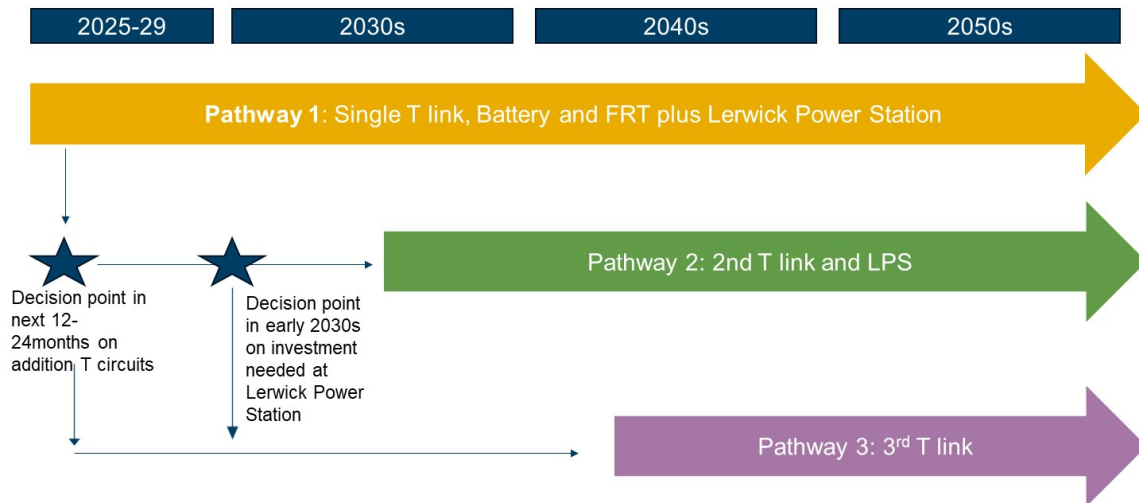 2025-29
2030s
2040s
2050s
Pathway 1: Single T link, Battery and FRT plus Lerwick Power Station
Pathway 2: 2nd T link and LPS
Decision point in
next 12-
24months on
addition T circuits
Decision point
in early 2030s
on investment
needed at
Lerwick Power
Station
Pathway 3: 3rd T link